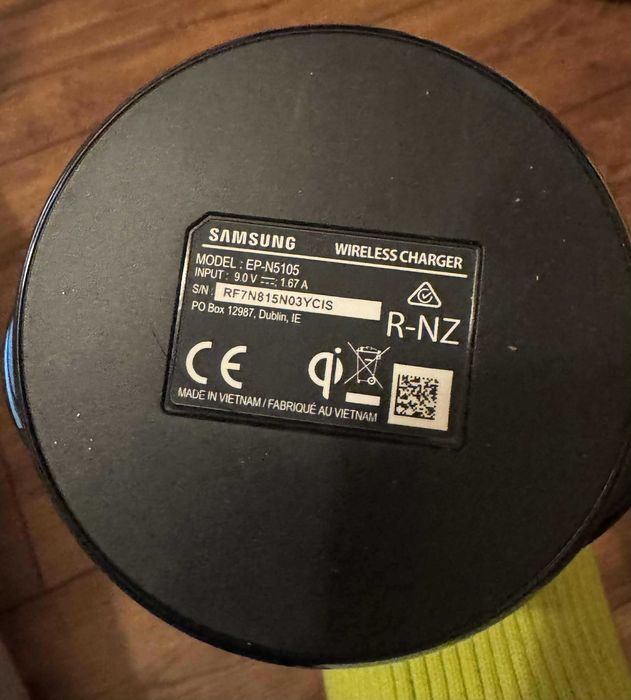 SAMSUNG
WIRELESS CHARGER
MODEL : EP-N5105
INPUT : 9.0 V ⎓; 1.67 A
S/N : RF7N815N03YCIS
PO Box 12987, Dublin, IE
R-NZ
CE
qi
MADE IN VIETNAM / FABRIQUÉ AU VIETNAM